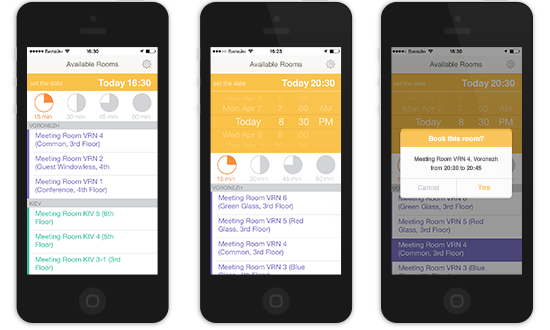 Билайн 16:30
Available Rooms
set the date Today 16:30
15 min 30 min 45 min 60 min
VORONEZH
Meeting Room VRN 4
(Common, 3rd Floor)
Meeting Room VRN 2
(Guest Windowless, 4th
Floor)
Meeting Room VRN 1
(Conference, 4th Floor)
KIEV
Meeting Room KIV 5 (6th
Floor)
Meeting Room KIV 4 (5th
Floor)
Meeting Room KIV 3-1 (3rd
Floor)
Билайн 16:23
Available Rooms
set the date Today 20:30
Mon Apr 7 7 00 AM
Today 8 30 PM
Wed Apr 9 9
15 min 30 min 45 min 60 min
VORONEZH
Meeting Room VRN 6
(Green Glass, 3rd Floor)
Meeting Room VRN 5 (Red
Glass, 3rd Floor)
Meeting Room VRN 4
(Common, 3rd Floor)
Meeting Room VRN 3 (Blue
Билайн 16:30
Available Rooms
set the date Today 20:30
Book this room?
Meeting Room VRN 4, Voronezh
from 20:30 to 20:45
Cancel Yes
(Green Glass, 3rd Floor)
Meeting Room VRN 5 (Red
Glass, 3rd Floor)
Meeting Room VRN 4
(Common, 3rd Floor)
Meeting Room VRN 3 (Blue